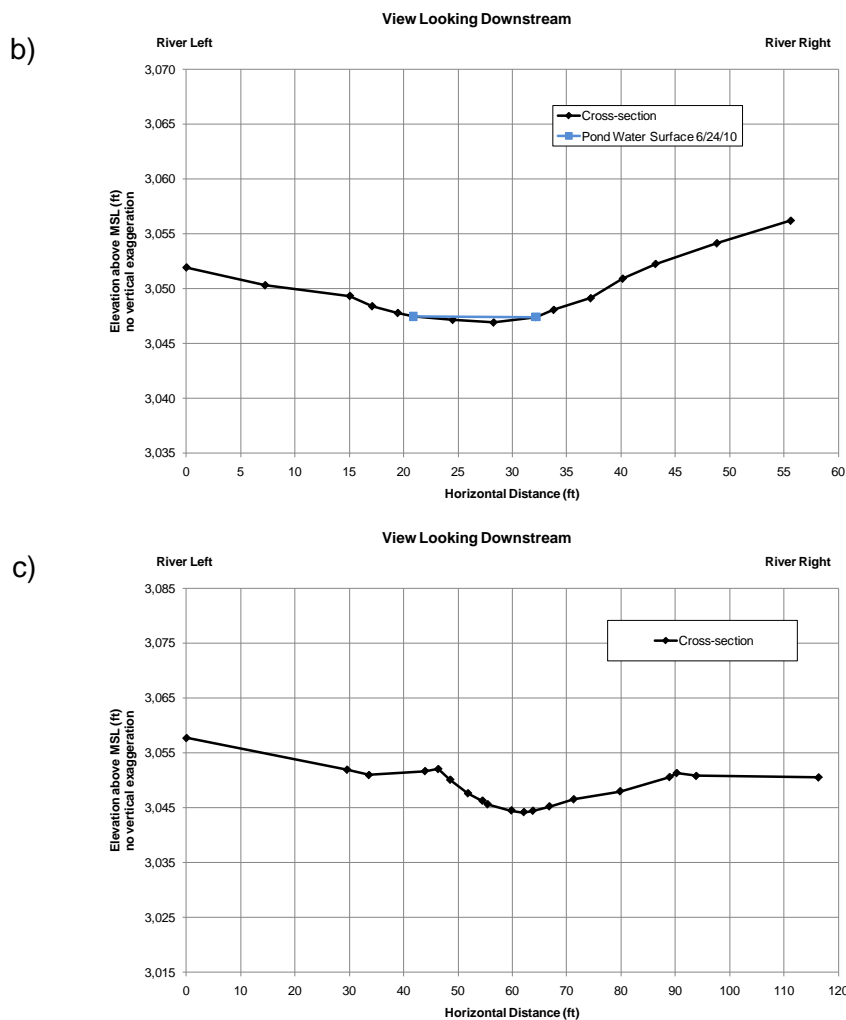 b)
View Looking Downstream
River Left
River Right
3,070
3,065
3,060
3,055
3,050
3,045
3,040
3,035
Elevation above MSL (ft)
no vertical exaggeration
Cross-section
Pond Water Surface 6/24/10
0 5 10 15 20 25 30 35 40 45 50 55 60
Horizontal Distance (ft)
c)
View Looking Downstream
River Left
River Right
3,085
3,075
3,065
3,055
3,045
3,035
3,025
3,015
Elevation above MSL (ft)
no vertical exaggeration
Cross-section
0 10 20 30 40 50 60 70 80 90 100 110 120
Horizontal Distance (ft)